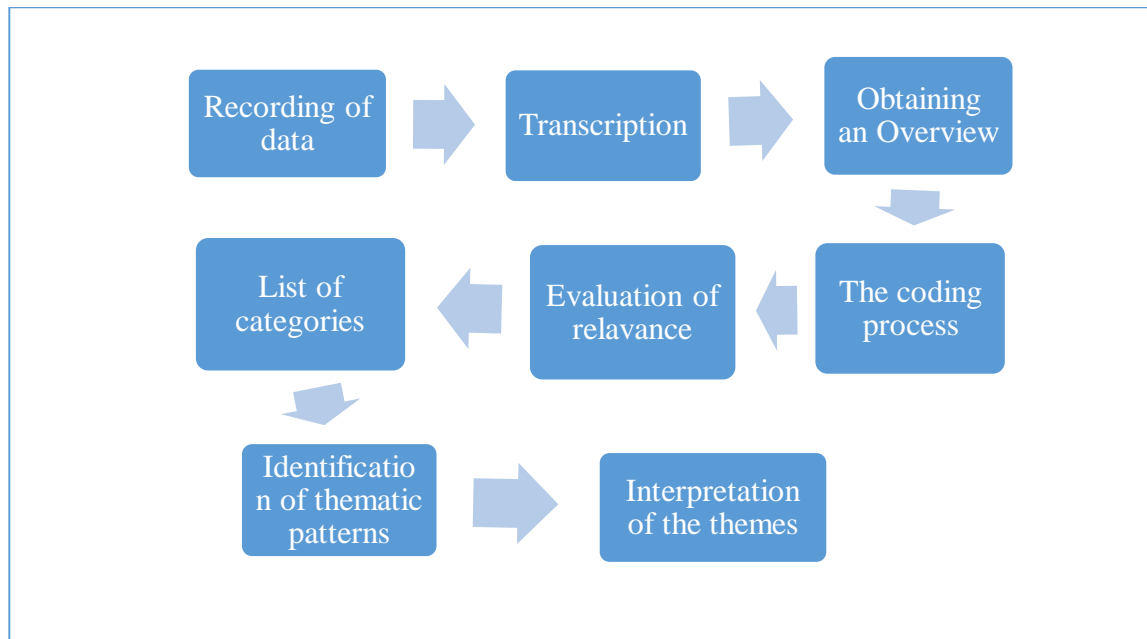 Recording of
data
Transcription
Obtaining
an Overview
The coding
process
Evaluation of
relavance
List of
categories
Identificatio
n of thematic
patterns
Interpretation
of the themes